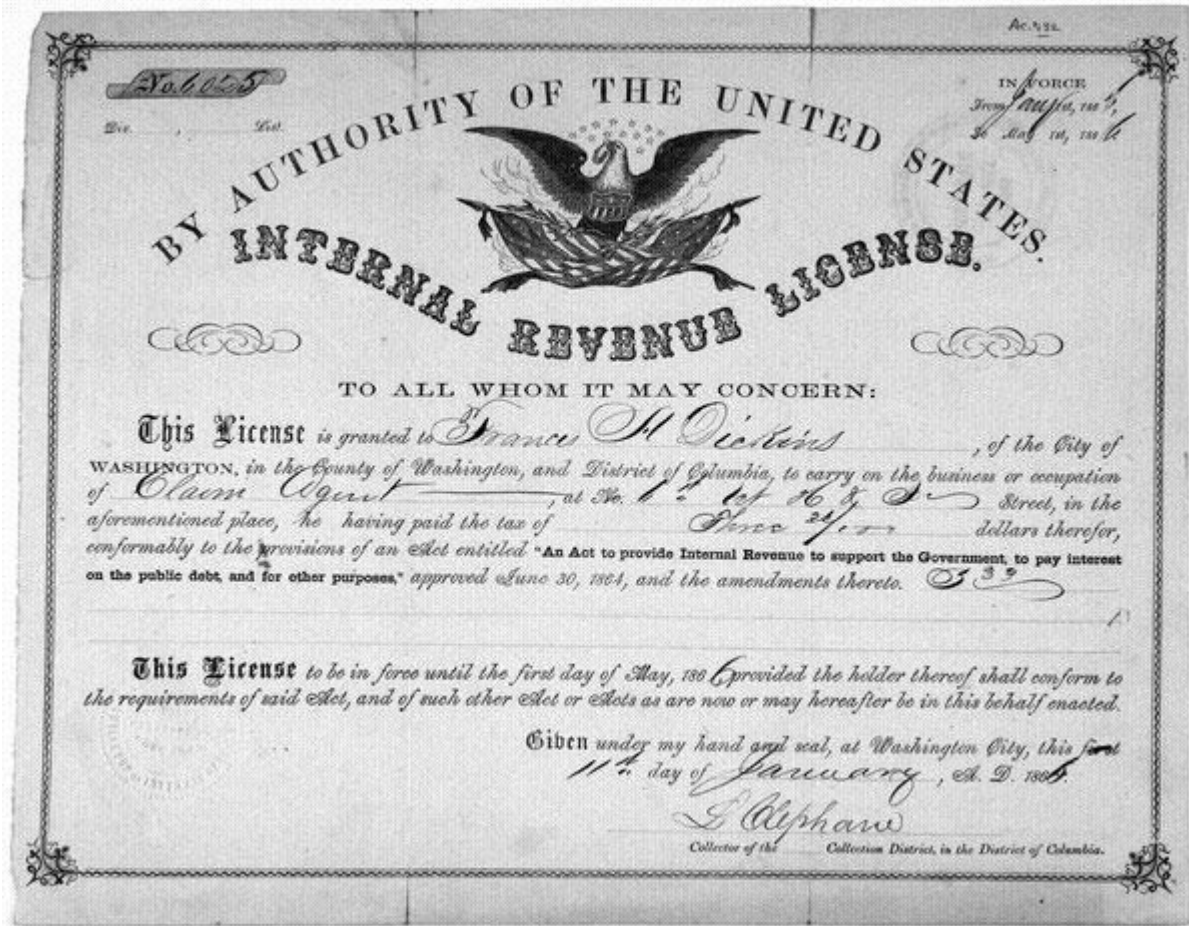 Ac. 
No. 6025
IN FORCE
Div. , Dist.
From Jany 1st, 186
To May 1st, 1866
BY AUTHORITY OF THE UNITED STATES.
INTERNAL REVENUE LICENSE.
TO ALL WHOM IT MAY CONCERN:
This License is granted to Frances H Dickins , of the City of
WASHINGTON, in the County of Washington, and District of Columbia, to carry on the business or occupation
of Claim Agent , at No. H & Street, in the
aforementioned place, he having paid the tax of Three dollars therefor,
conformably to the provisions of an Act entitled "An Act to provide Internal Revenue to support the Government, to pay interest
on the public debt, and for other purposes," approved June 30, 1864, and the amendments thereto.
This License to be in force until the first day of May, 1866 provided the holder thereof shall conform to
the requirements of said Act, and of such other Act or Acts as are now or may hereafter be in this behalf enacted.
Given under my hand and seal, at Washington City, this first
11th day of January, A. D. 186
L Clephane
Collector of the Collection District, in the District of Columbia.